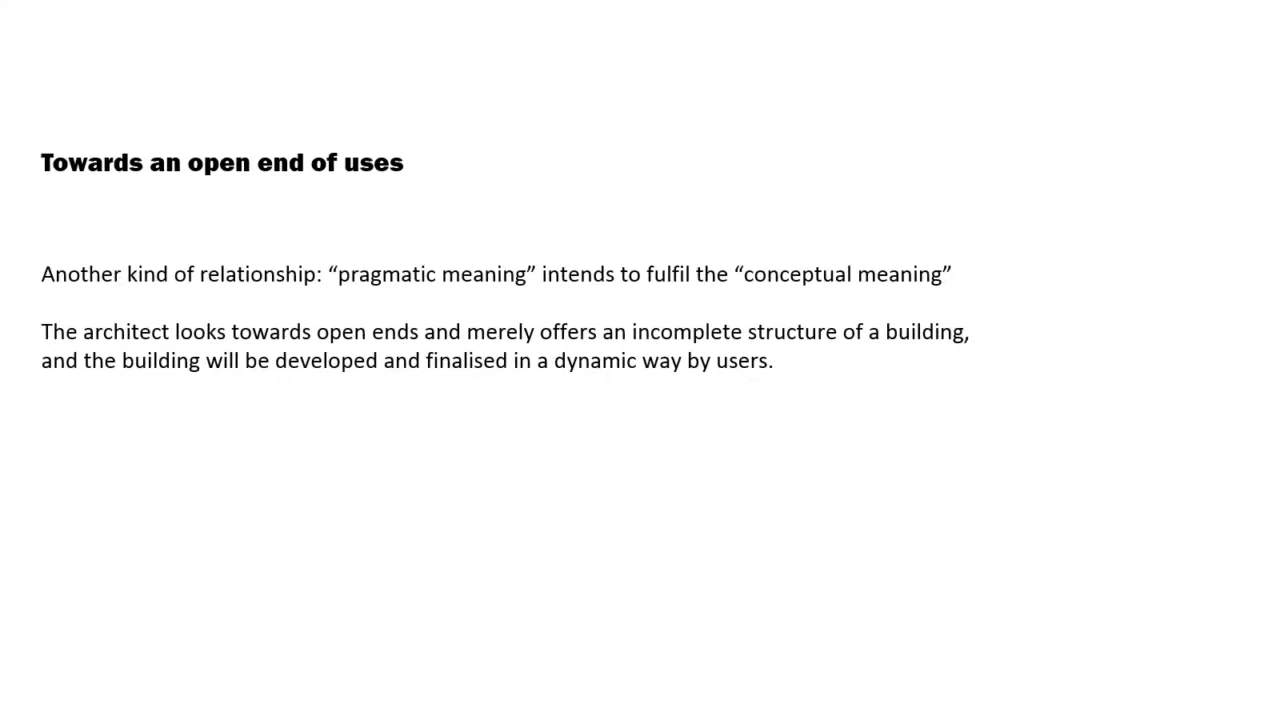 Towards an open end of uses
Another kind of relationship: “pragmatic meaning” intends to fulfil the “conceptual meaning”
The architect looks towards open ends and merely offers an incomplete structure of a building,
and the building will be developed and finalised in a dynamic way by users.